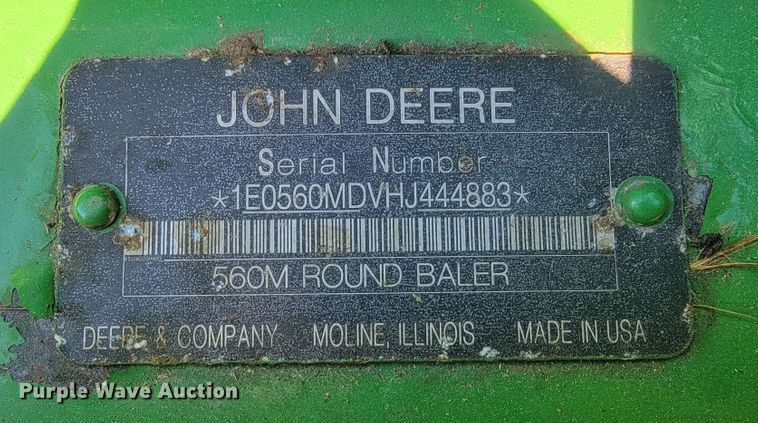 JOHN DEERE
Serial Number
*1E0560MDVHJ444883*
560M ROUND BALER
DEERE & COMPANY MOLINE, ILLINOIS MADE IN USA
Purple Wave Auction